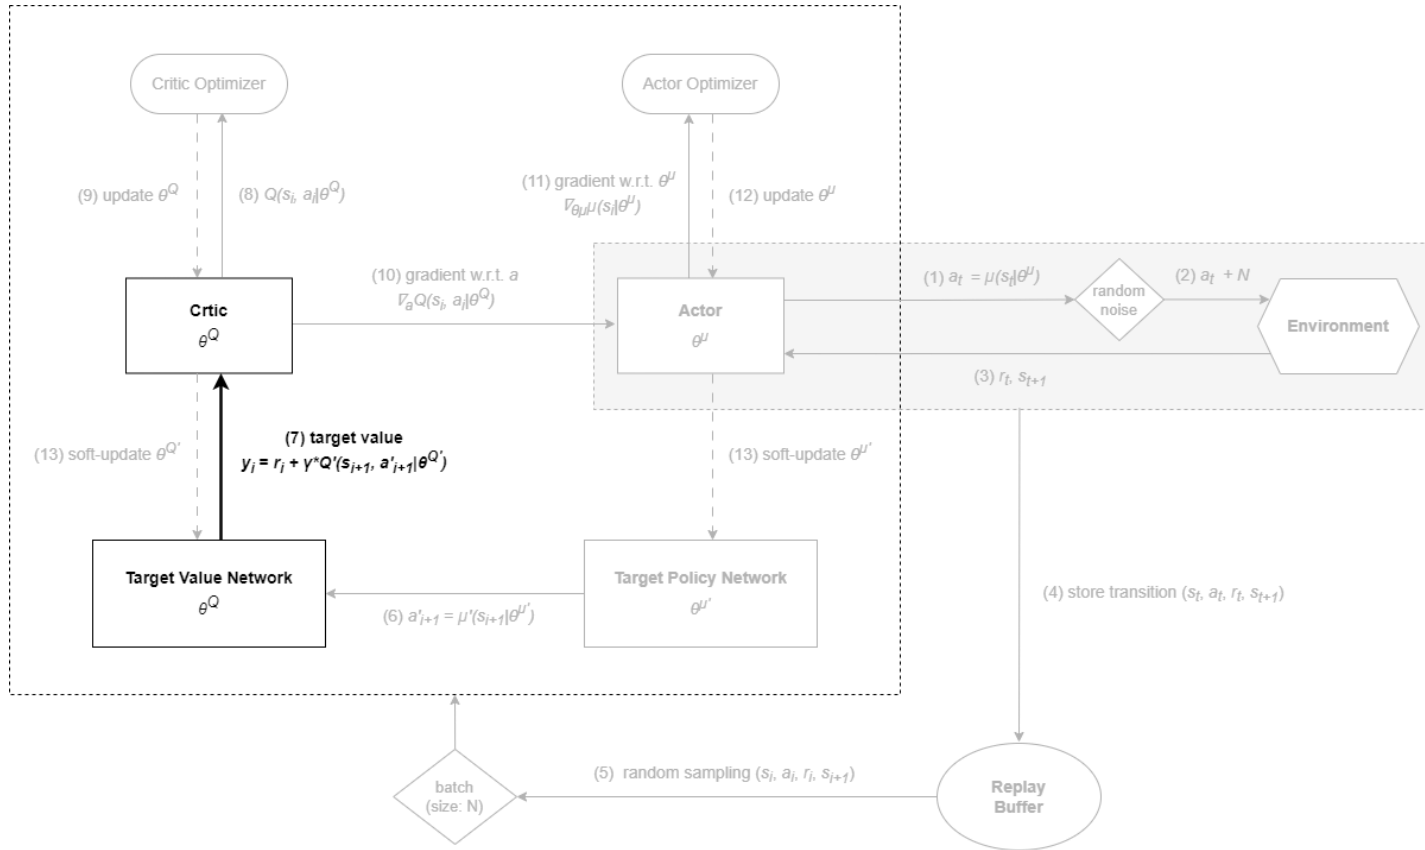 Critic Optimizer
Actor Optimizer
(9) update θ^Q
(8) Q(s_i, a_i|θ^Q)
(11) gradient w.r.t. θ^μ
∇_θμ μ(s_i|θ^μ)
(12) update θ^μ
(10) gradient w.r.t. a
∇_a Q(s_i, a_i|θ^Q)
Crtic
θ^Q
Actor
θ^μ
(1) a_t = μ(s_t|θ^μ)
random
noise
(2) a_t + N
Environment
(3) r_t, s_t+1
(13) soft-update θ^Q'
(7) target value
y_i = r_i + γ*Q'(s_i+1, a'_i+1|θ^Q')
(13) soft-update θ^μ'
Target Value Network
θ^Q
(6) a'_i+1 = μ'(s_i+1|θ^μ')
Target Policy Network
θ^μ'
(4) store transition (s_t, a_t, r_t, s_t+1)
batch
(size: N)
(5) random sampling (s_i, a_i, r_i, s_i+1)
Replay
Buffer